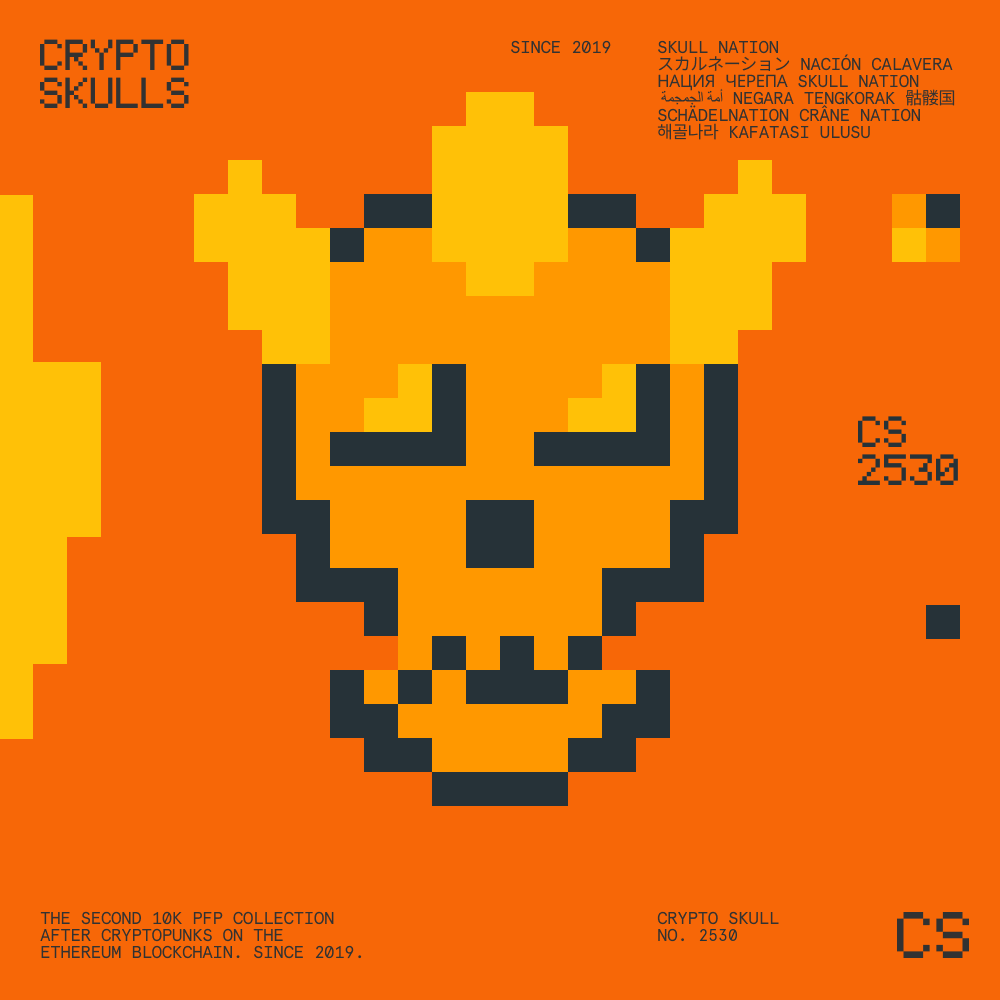 CRYPTO
SKULLS
SINCE 2019
SKULL NATION
スカルネーション NACIÓN CALAVERA
НАЦИЯ ЧЕРЕПА SKULL NATION
أمة الجمجمة NEGARA TENGKORAK 骷髅国
SCHÄDELNATION CRÂNE NATION
해골나라 KAFATASI ULUSU
CS
2530
THE SECOND 10K PFP COLLECTION
AFTER CRYPTOPUNKS ON THE
ETHEREUM BLOCKCHAIN. SINCE 2019.
CRYPTO SKULL
NO. 2530
CS